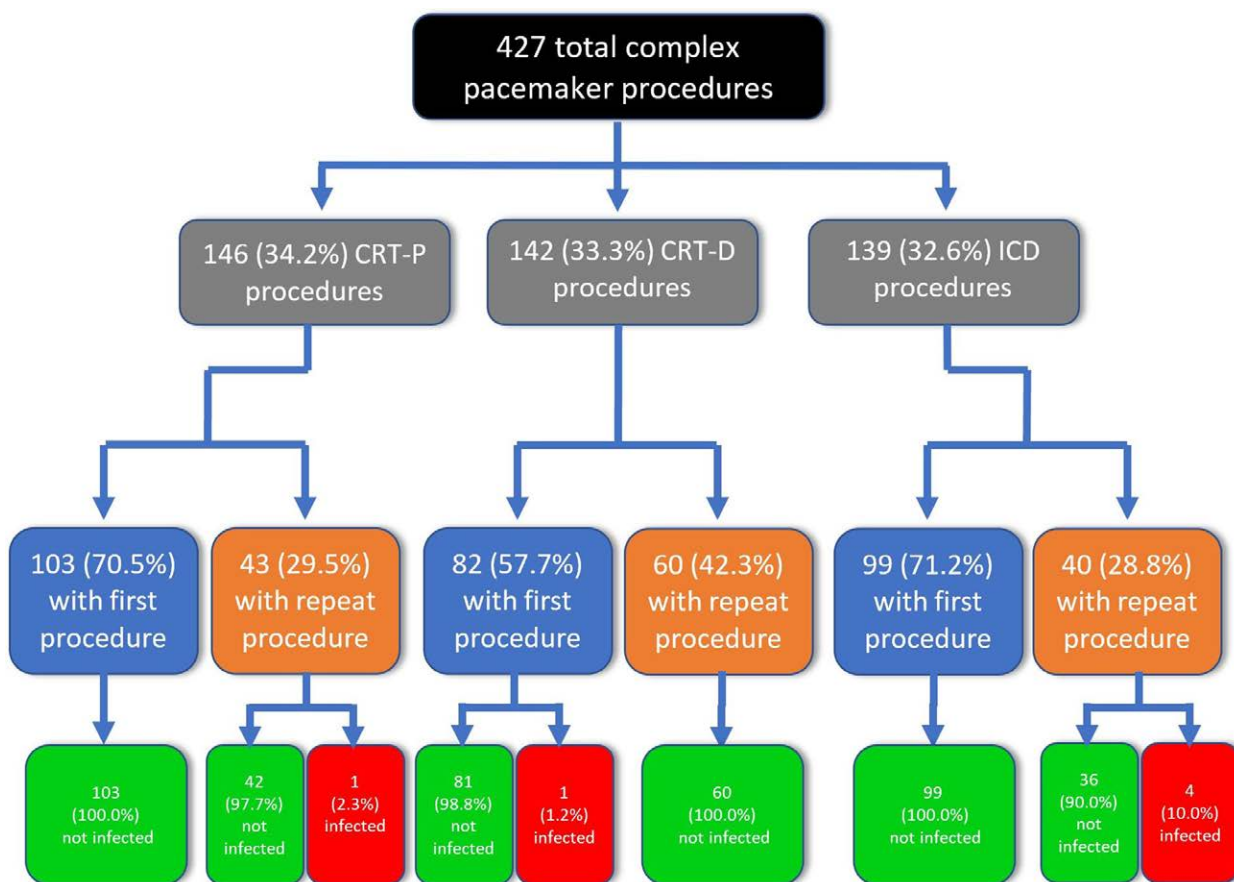 427 total complex
pacemaker procedures
146 (34.2%) CRT-P
procedures
142 (33.3%) CRT-D
procedures
139 (32.6%) ICD
procedures
103 (70.5%)
with first
procedure
43 (29.5%)
with repeat
procedure
82 (57.7%)
with first
procedure
60 (42.3%)
with repeat
procedure
99 (71.2%)
with first
procedure
40 (28.8%)
with repeat
procedure
103
(100.0%)
not infected
42
(97.7%)
not
infected
1
(2.3%)
infected
81
(98.8%)
not
infected
1
(1.2%)
infected
60
(100.0%)
not infected
99
(100.0%)
not infected
36
(90.0%)
not
infected
4
(10.0%)
infected